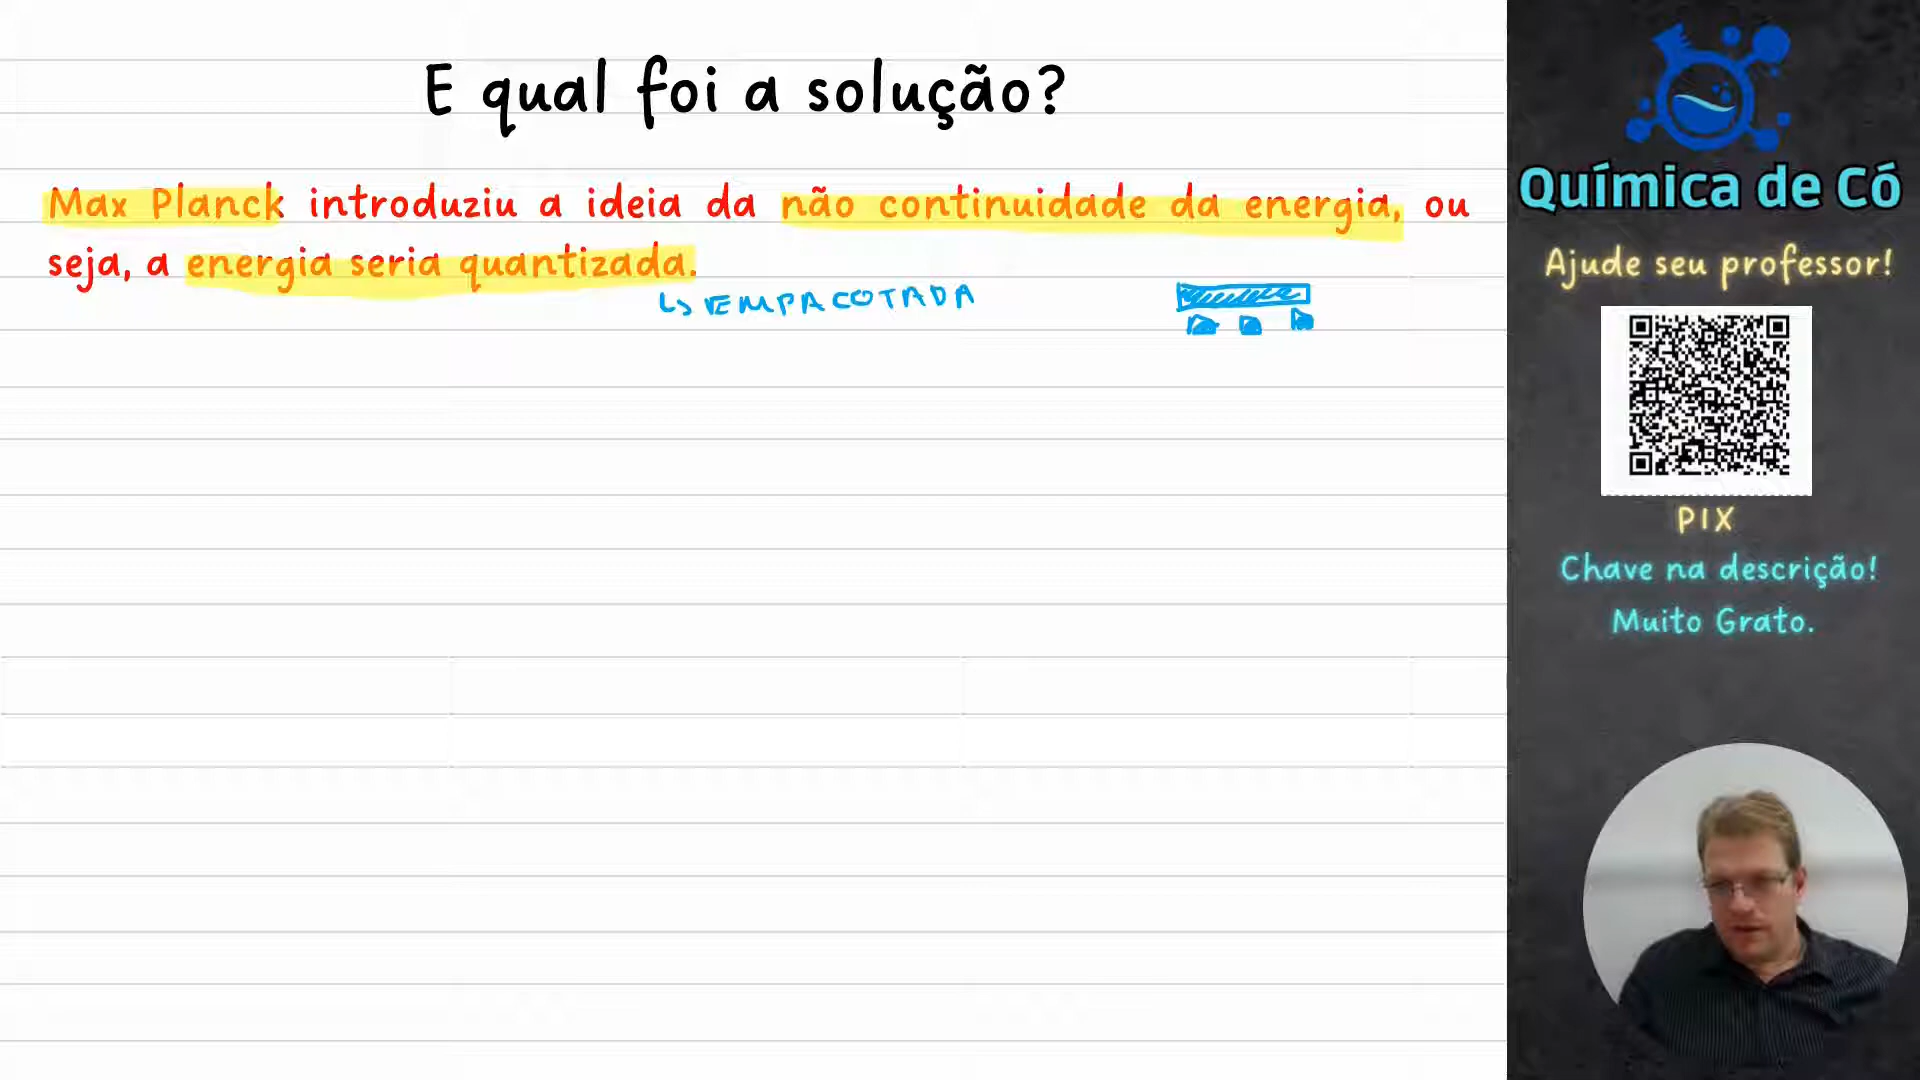 E qual foi a solução?
Max Planck introduziu a ideia da não continuidade da energia, ou
seja, a energia seria quantizada.
↳ EMPACOTADA
Química de Có
Ajude seu professor!
PIX
Chave na descrição!
Muito Grato.